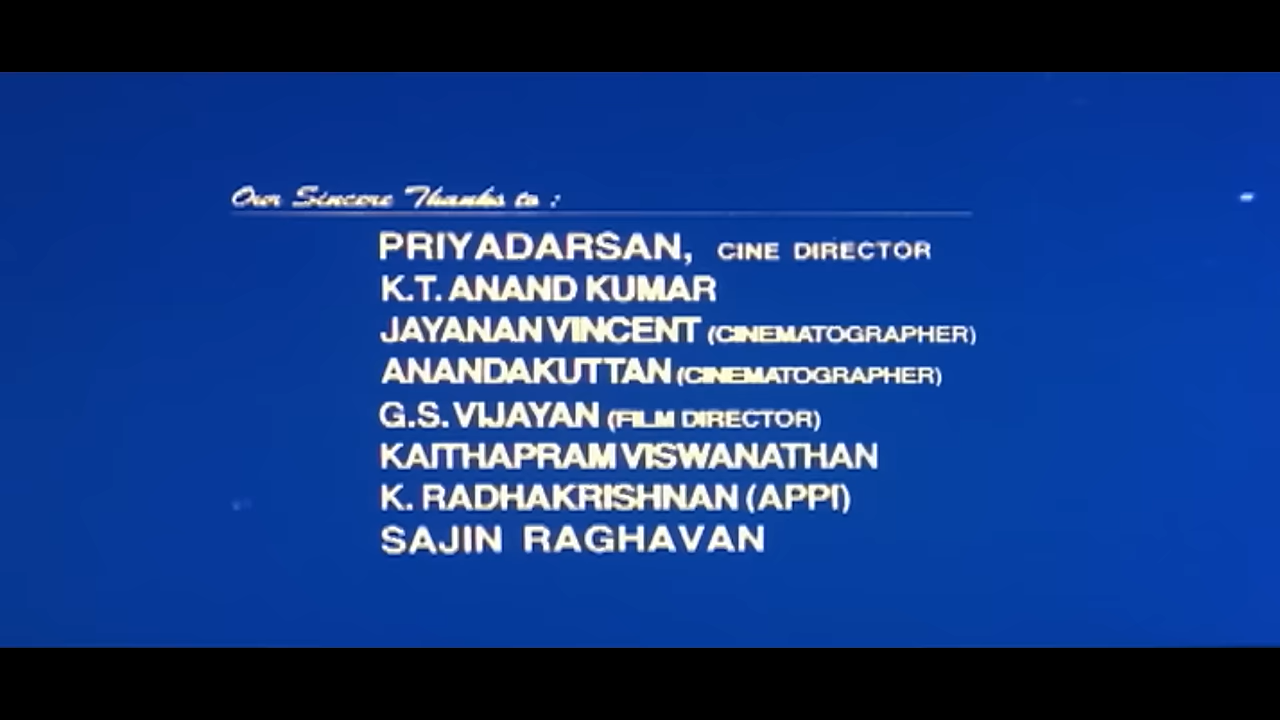 Our Sincere Thanks to :
PRIYADARSAN, CINE DIRECTOR
K.T. ANAND KUMAR
JAYANAN VINCENT (CINEMATOGRAPHER)
ANANDAKUTTAN (CINEMATOGRAPHER)
G.S. VIJAYAN (FILM DIRECTOR)
KAITHAPRAM VISWANATHAN
K. RADHAKRISHNAN (APPI)
SAJIN RAGHAVAN